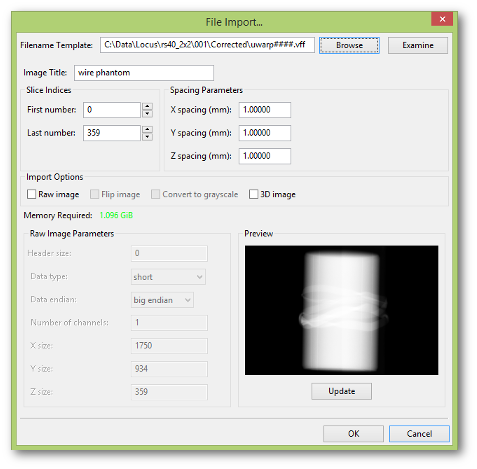 File Import...
Filename Template: C:\Data\Locus\rs40_2x2\001\Corrected\uwarp####.vff Browse Examine
Image Title: wire phantom
Slice Indices Spacing Parameters
First number: 0 X spacing (mm): 1.00000
Last number: 359 Y spacing (mm): 1.00000
Z spacing (mm): 1.00000
Import Options
Raw image Flip image Convert to grayscale 3D image
Memory Required: 1.096 GiB
Raw Image Parameters Preview
Header size: 0
Data type: short
Data endian: big endian
Number of channels: 1
X size: 1750
Y size: 934
Z size: 359
Update
OK Cancel